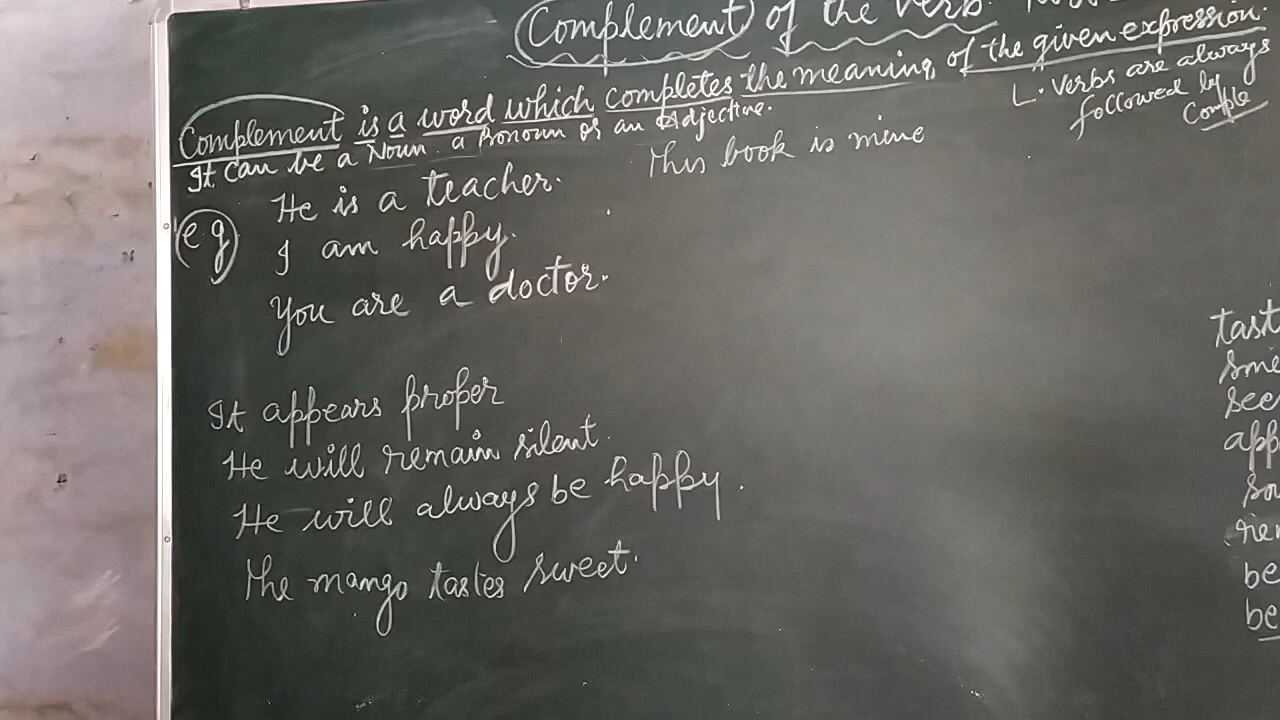 Complement of the verb.
Complement is a word which completes the meaning of the given expression.
It can be a Noun. a Pronoun or an Adjective.
L. Verbs are always
followed by
Comple
This book is mine
(e.g) He is a teacher.
I am happy.
You are a doctor.
It appears proper
He will remain silent.
He will always be happy.
The mango tastes sweet.
tast
sme
see
app
so
rem
be
be